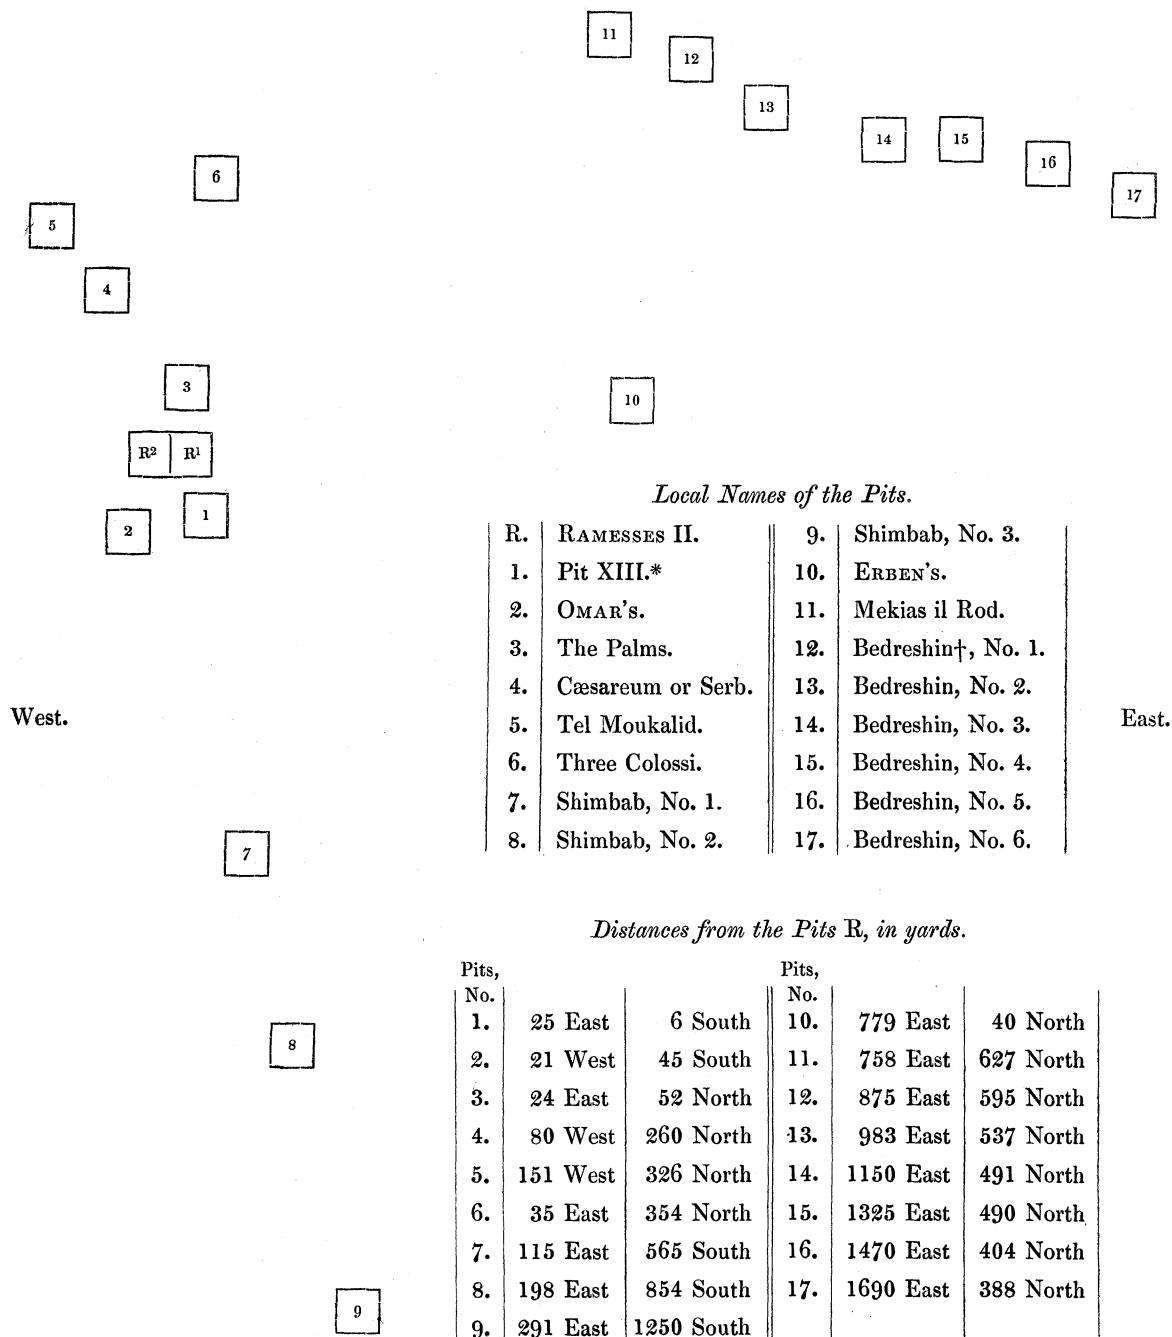 11
12
13
14
15
16
17
6
5
4
3
10
R² R¹
1
2
Local Names of the Pits.
R. RAMESSES II. 9. Shimbab, No. 3.
1. Pit XIII.* 10. ERBEN'S.
2. OMAR'S. 11. Mekias il Rod.
3. The Palms. 12. Bedreshin†, No. 1.
4. Cæsareum or Serb. 13. Bedreshin, No. 2.
West.
5. Tel Moukalid. 14. Bedreshin, No. 3.
East.
6. Three Colossi. 15. Bedreshin, No. 4.
7. Shimbab, No. 1. 16. Bedreshin, No. 5.
8. Shimbab, No. 2. 17. Bedreshin, No. 6.
7
Distances from the Pits R, in yards.
Pits, No. Pits, No.
1. 25 East 6 South 10. 779 East 40 North
2. 21 West 45 South 11. 758 East 627 North
3. 24 East 52 North 12. 875 East 595 North
4. 80 West 260 North 13. 983 East 537 North
5. 151 West 326 North 14. 1150 East 491 North
6. 35 East 354 North 15. 1325 East 490 North
7. 115 East 565 South 16. 1470 East 404 North
8. 198 East 854 South 17. 1690 East 388 North
9. 291 East 1250 South
8
9